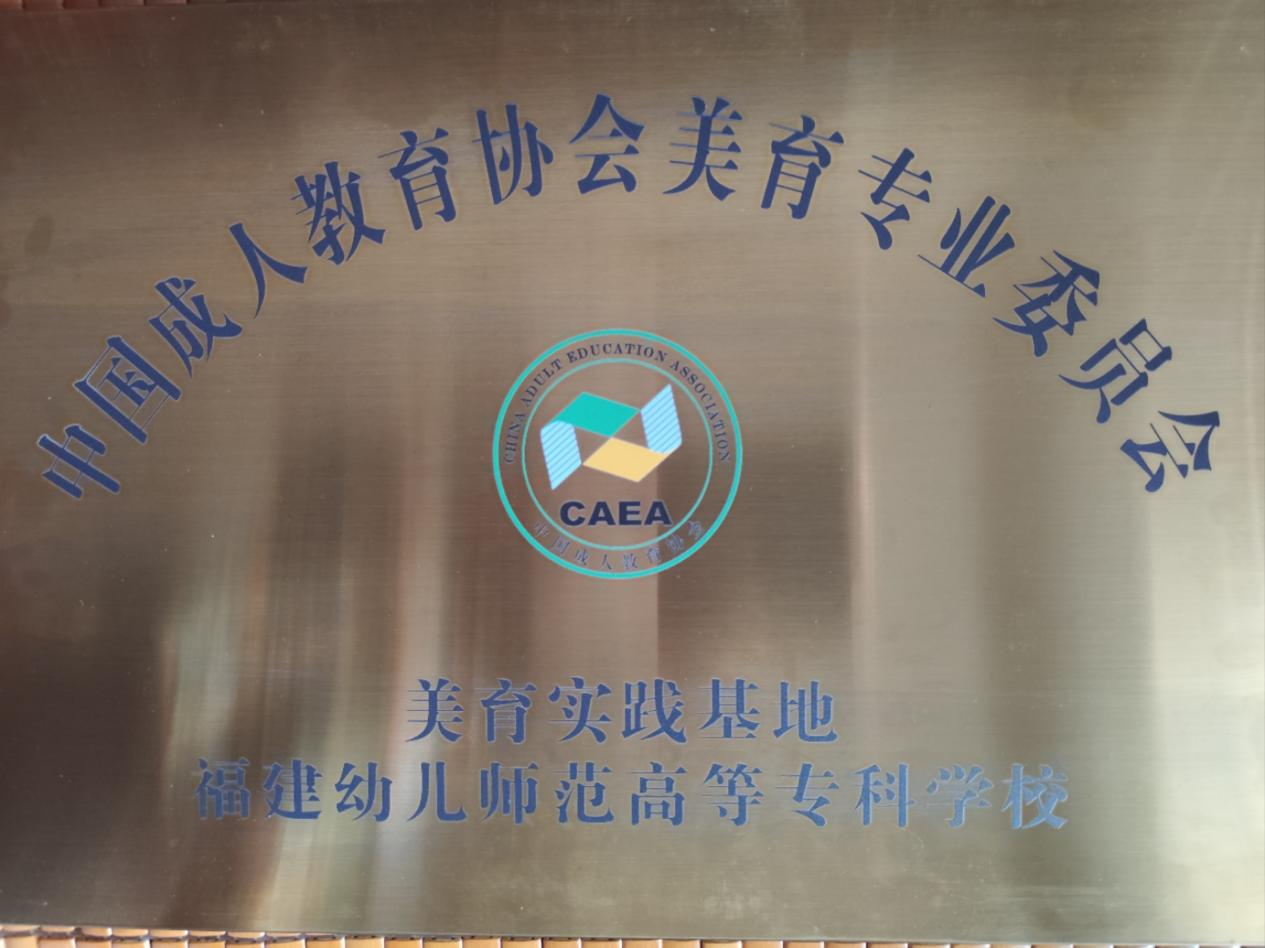 中国成人教育协会美育专业委员会
CHINA ADULT EDUCATION ASSOCIATION
CAEA
中国成人教育协会
美育实践基地
福建幼儿师范高等专科学校